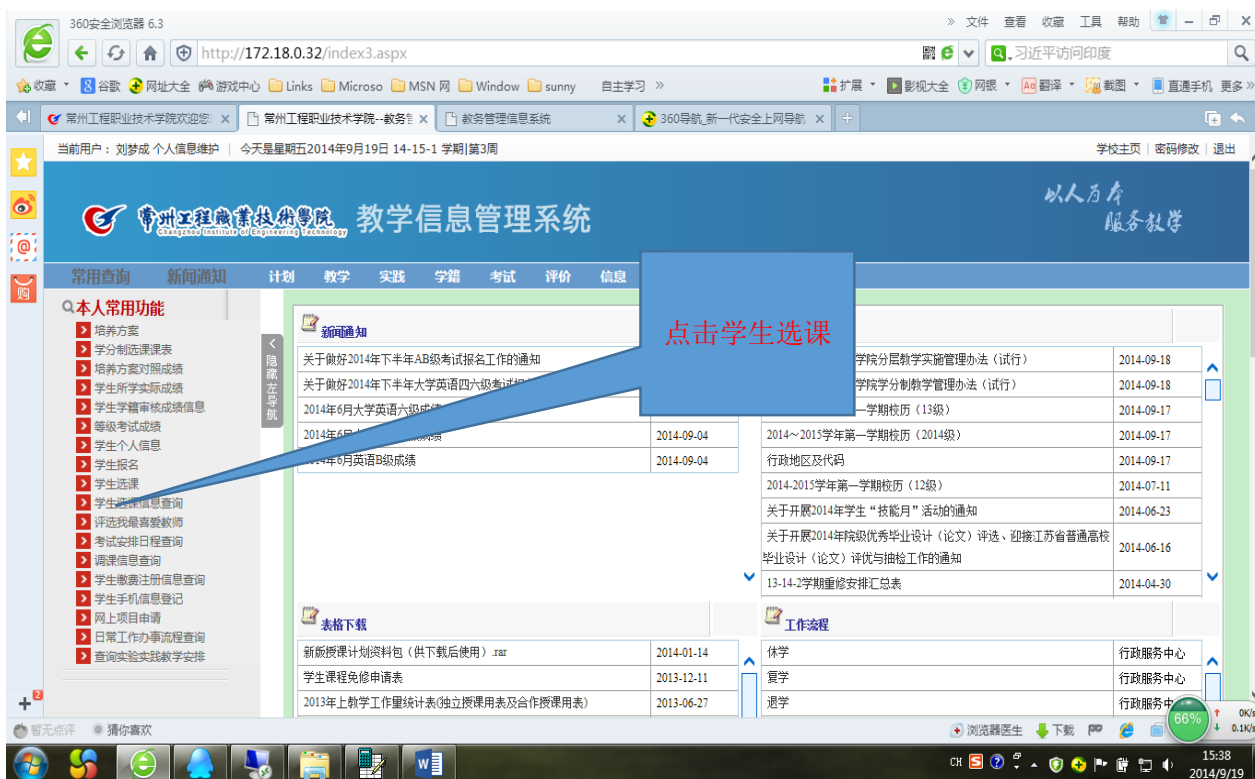 360安全浏览器 6.3
» 文件 查看 收藏 工具 帮助
http://172.18.0.32/index3.aspx
习近平访问印度
收藏 谷歌 网址大全 游戏中心 Links Microso MSN 网 Window sunny 自主学习 » 扩展 影视大全 网银 翻译 截图 直通手机 更多 »
常州工程职业技术学院欢迎您 常州工程职业技术学院--教务 教务管理信息系统 360导航_新一代安全上网导航
当前用户：刘梦成 个人信息维护 | 今天是星期五2014年9月19日 14-15-1 学期|第3周
学校主页 | 密码修改 | 退出
常州工程職業技術學院 教学信息管理系统
Changzhou Institute of Engineering Technology
以人为本
服务教学
常用查询 新闻通知 计划 教学 实践 学籍 考试 评价 信息
点击学生选课
本人常用功能
培养方案
学分制选课课表
培养方案对照成绩
学生所学实际成绩
学生学籍审核成绩信息
等级考试成绩
学生个人信息
学生报名
学生选课
学生选课信息查询
评选我最喜爱教师
考试安排日程查询
调课信息查询
学生缴费注册信息查询
学生手机信息登记
网上项目申请
日常工作办事流程查询
查询实验实践教学安排
隐藏左导航
新闻通知
关于做好2014年下半年AB级考试报名工作的通知
关于做好2014年下半年大学英语四六级考试报
2014年6月大学英语六级成绩
2014年6月 成绩 2014-09-04
2014年6月英语B级成绩 2014-09-04
学院分层教学实施管理办法（试行） 2014-09-18
学院学分制教学管理办法（试行） 2014-09-18
一学期校历（13级） 2014-09-17
2014～2015学年第一学期校历（2014级） 2014-09-17
行政地区及代码 2014-09-17
2014-2015学年第一学期校历（12级） 2014-07-11
关于开展2014年学生“技能月”活动的通知 2014-06-23
关于开展2014年院级优秀毕业设计（论文）评选、迎接江苏省普通高校
毕业设计（论文）评优与抽检工作的通知 2014-06-16
13-14-2学期重修安排汇总表 2014-04-30
表格下载
新版授课计划资料包（供下载后使用）.rar 2014-01-14
学生课程免修申请表 2013-12-11
2013年上教学工作量统计表(独立授课用表及合作授课用表) 2013-06-27
工作流程
休学 行政服务中心
复学 行政服务中心
退学 行政服务中
购
2
暂无点评 猜你喜欢
浏览器医生 下载
66%
0K/s
0.1K/s
CH
15:38
2014/9/19